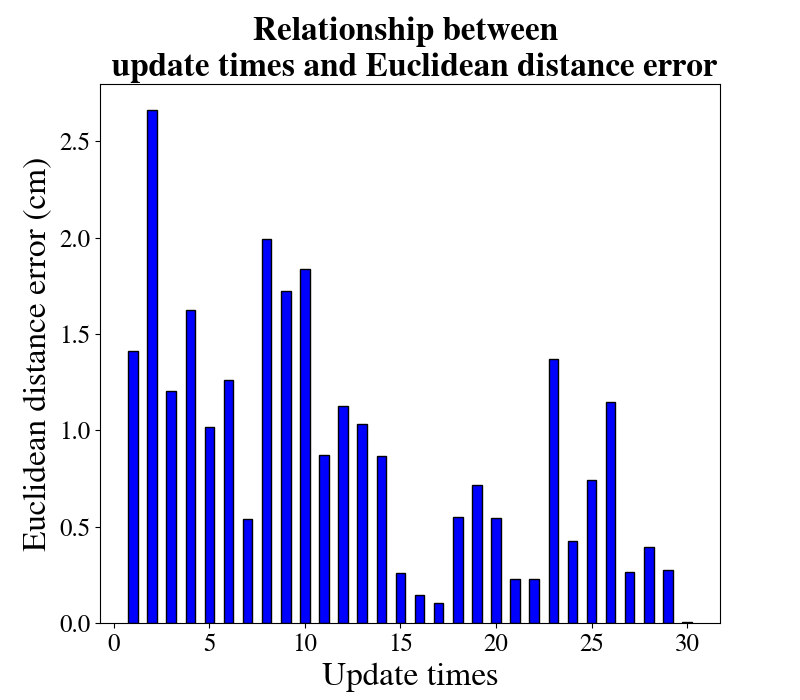 Relationship between
update times and Euclidean distance error
Euclidean distance error (cm)
2.5
2.0
1.5
1.0
0.5
0.0
0 5 10 15 20 25 30
Update times